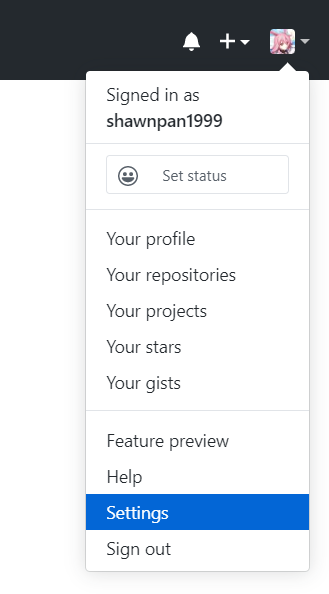 Signed in as
shawnpan1999
Set status
Your profile
Your repositories
Your projects
Your stars
Your gists
Feature preview
Help
Settings
Sign out